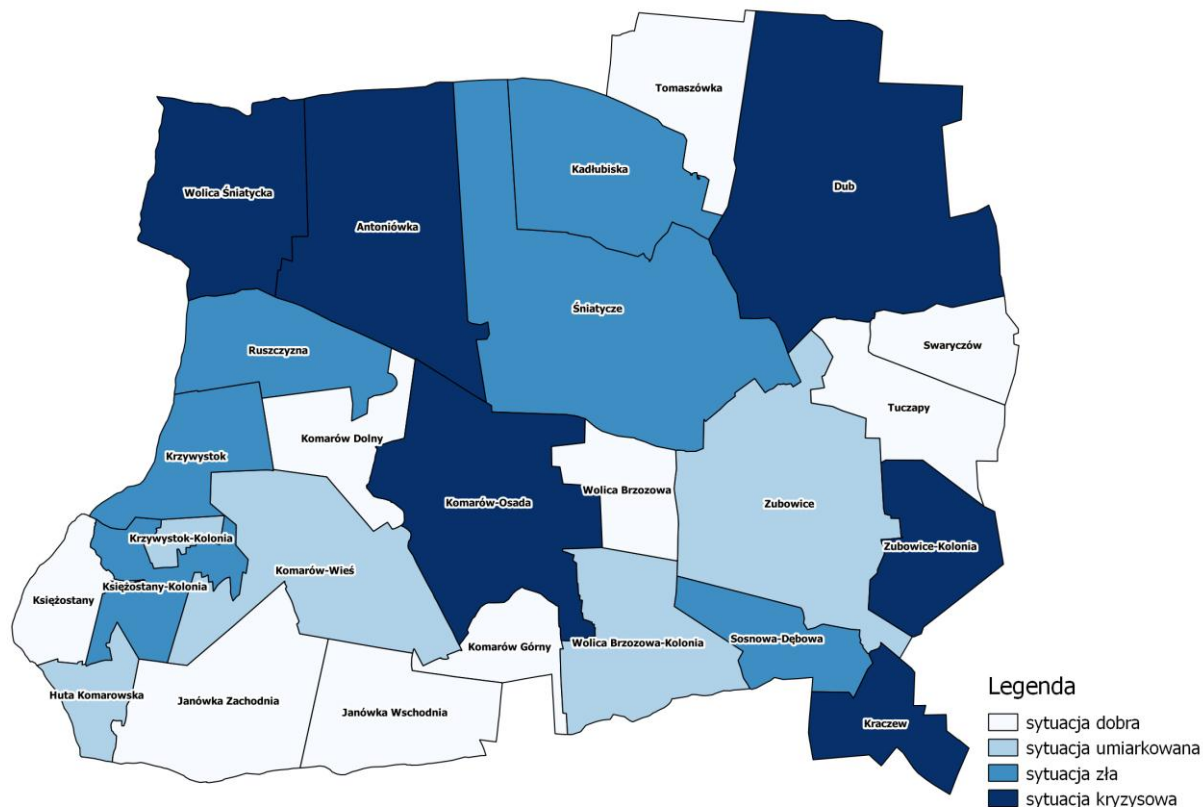 Tomaszówka
Kadłubiska
Dub
Wolica Śniatycka
Antoniówka
Śniatycze
Swaryczów
Ruszczyzna
Tuczapy
Komarów Dolny
Krzywystok
Wolica Brzozowa
Komarów-Osada
Zubowice
Krzywystok-Kolonia
Zubowice-Kolonia
Komarów-Wieś
Księżostany-Kolonia
Księżostany
Sosnowa-Dębowa
Wolica Brzozowa-Kolonia
Komarów Górny
Huta Komarowska
Janówka Zachodnia
Janówka Wschodnia
Kraczew
Legenda
sytuacja dobra
sytuacja umiarkowana
sytuacja zła
sytuacja kryzysowa